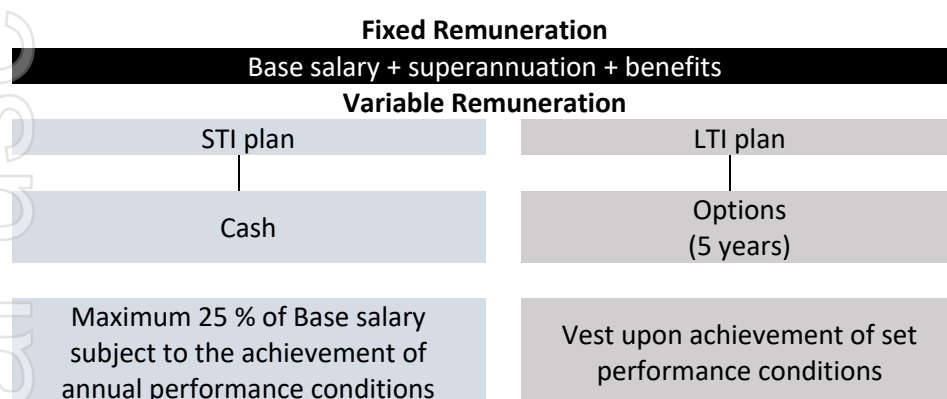 Fixed Remuneration
Base salary + superannuation + benefits
Variable Remuneration
STI plan
LTI plan
Cash
Options
(5 years)
Maximum 25 % of Base salary
subject to the achievement of
annual performance conditions
Vest upon achievement of set
performance conditions